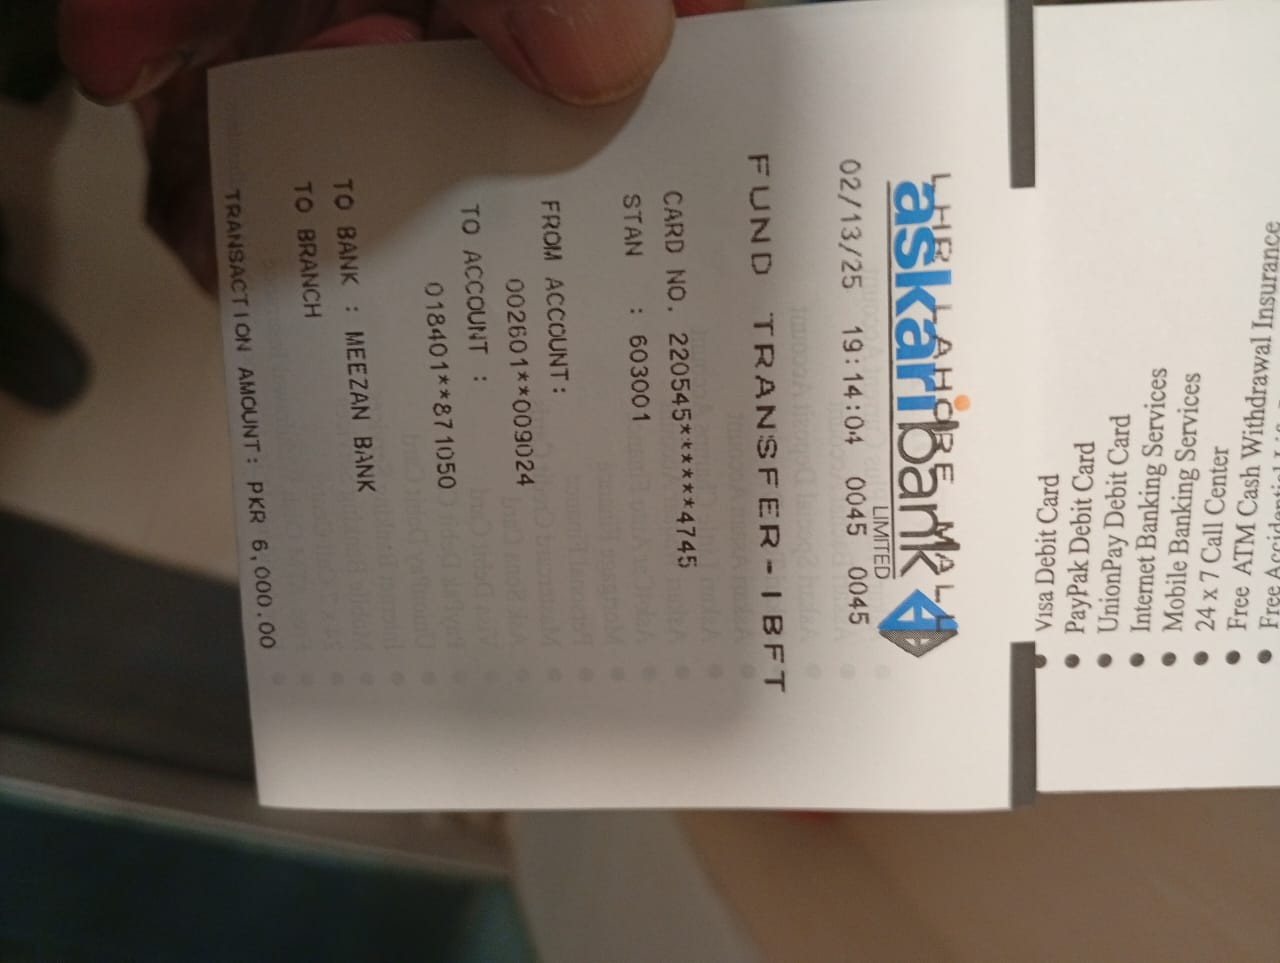 LHR LAHORE MALL
askaribank
LIMITED
02/13/25 19:14:04 0045 0045
FUND TRANSFER-IBFT
CARD NO. 220545******4745
STAN : 603001
FROM ACCOUNT:
002601**009024
TO ACCOUNT :
018401**871050
TO BANK : MEEZAN BANK
TO BRANCH
TRANSACTION AMOUNT: PKR 6,000.00
Visa Debit Card
• PayPak Debit Card
• UnionPay Debit Card
• Internet Banking Services
• Mobile Banking Services
• 24 x 7 Call Center
• Free ATM Cash Withdrawal Insurance
• Free Accidental